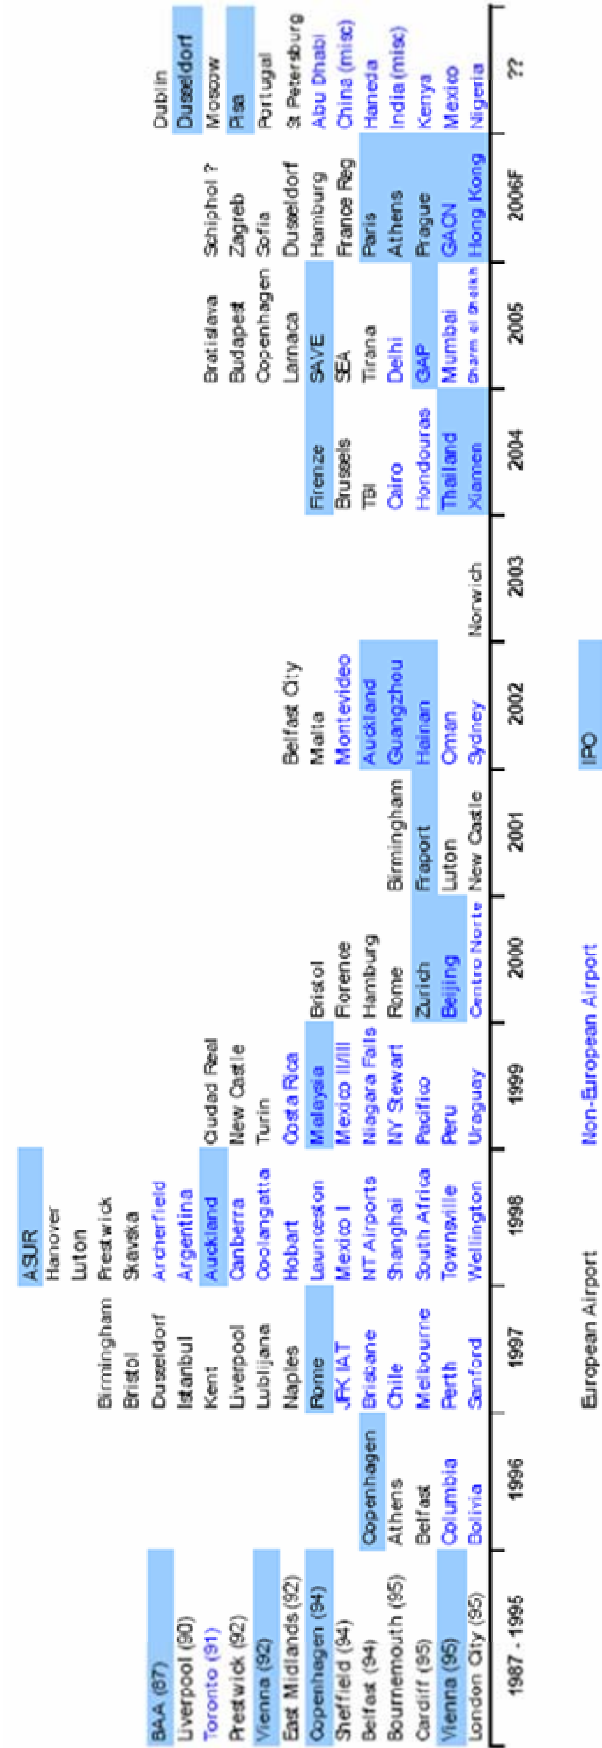 BAA (87)
Liverpool (90)
Toronto (91)
Prestwick (92)
Vienna (92)
East Midlands (92)
Copenhagen (94)
Sheffield (94)
Belfast (94)
Bournemouth (95)
Cardiff (95)
Vienna (95)
London City (95)
1987 - 1995
Copenhagen
Athens
Belfast
Columbia
Bolivia
1996
Birmingham
Bristol
Dusseldorf
Istanbul
Kent
Liverpool
Lublijana
Naples
Rome
JFK IAT
Brisbane
Chile
Melbourne
Perth
Sanford
1997
ASUR
Hanover
Luton
Prestwick
Skavska
Archerfield
Argentina
Auckland
Canberra
Coolangatta
Hobart
Launceston
Mexico I
NT Airports
Shanghai
South Africa
Townsville
Wellington
1998
Ciudad Real
New Castle
Turin
Costa Rica
Malaysia
Mexico II/III
Niagara Falls
NY Stewart
Pacifico
Peru
Uraguay
1999
Bristol
Florence
Hamburg
Rome
Zurich
Beijing
Centro Norte
2000
Birmingham
Fraport
Luton
New Castle
2001
Belfast City
Malta
Montevideo
Auckland
Guangzhou
Hainan
Oman
Sydney
2002
Norwich
2003
Firenze
Brussels
TBI
Cairo
Hondouras
Thailand
Xiamen
2004
Bratislava
Budapest
Copenhagen
Larnaca
SAVE
SEA
Tirana
Delhi
GAP
Mumbai
Sharm el Sheikh
2005
Schiphol ?
Zagreb
Sofia
Dusseldorf
Hamburg
France Reg
Paris
Athens
Prague
GACN
Hong Kong
2006F
Dublin
Dusseldorf
Moscow
Pisa
Portugal
St Petersburg
Abu Dhabi
China (misc)
Haneda
India (misc)
Kenya
Mexico
Nigeria
??
European Airport
Non-European Airport
IPO